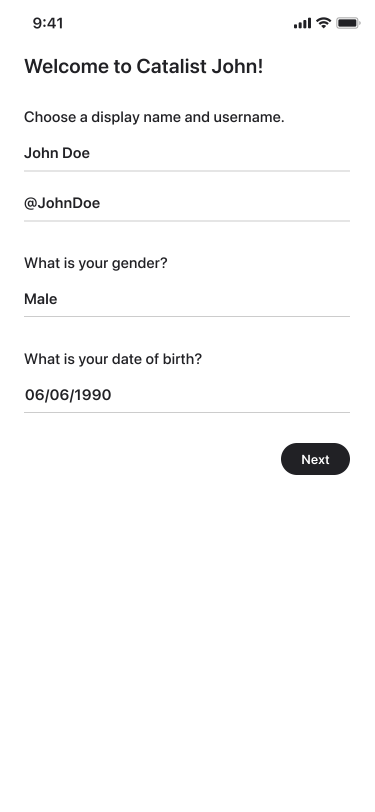 9:41
Welcome to Catalist John!
Choose a display name and username.
John Doe
@JohnDoe
What is your gender?
Male
What is your date of birth?
06/06/1990
Next